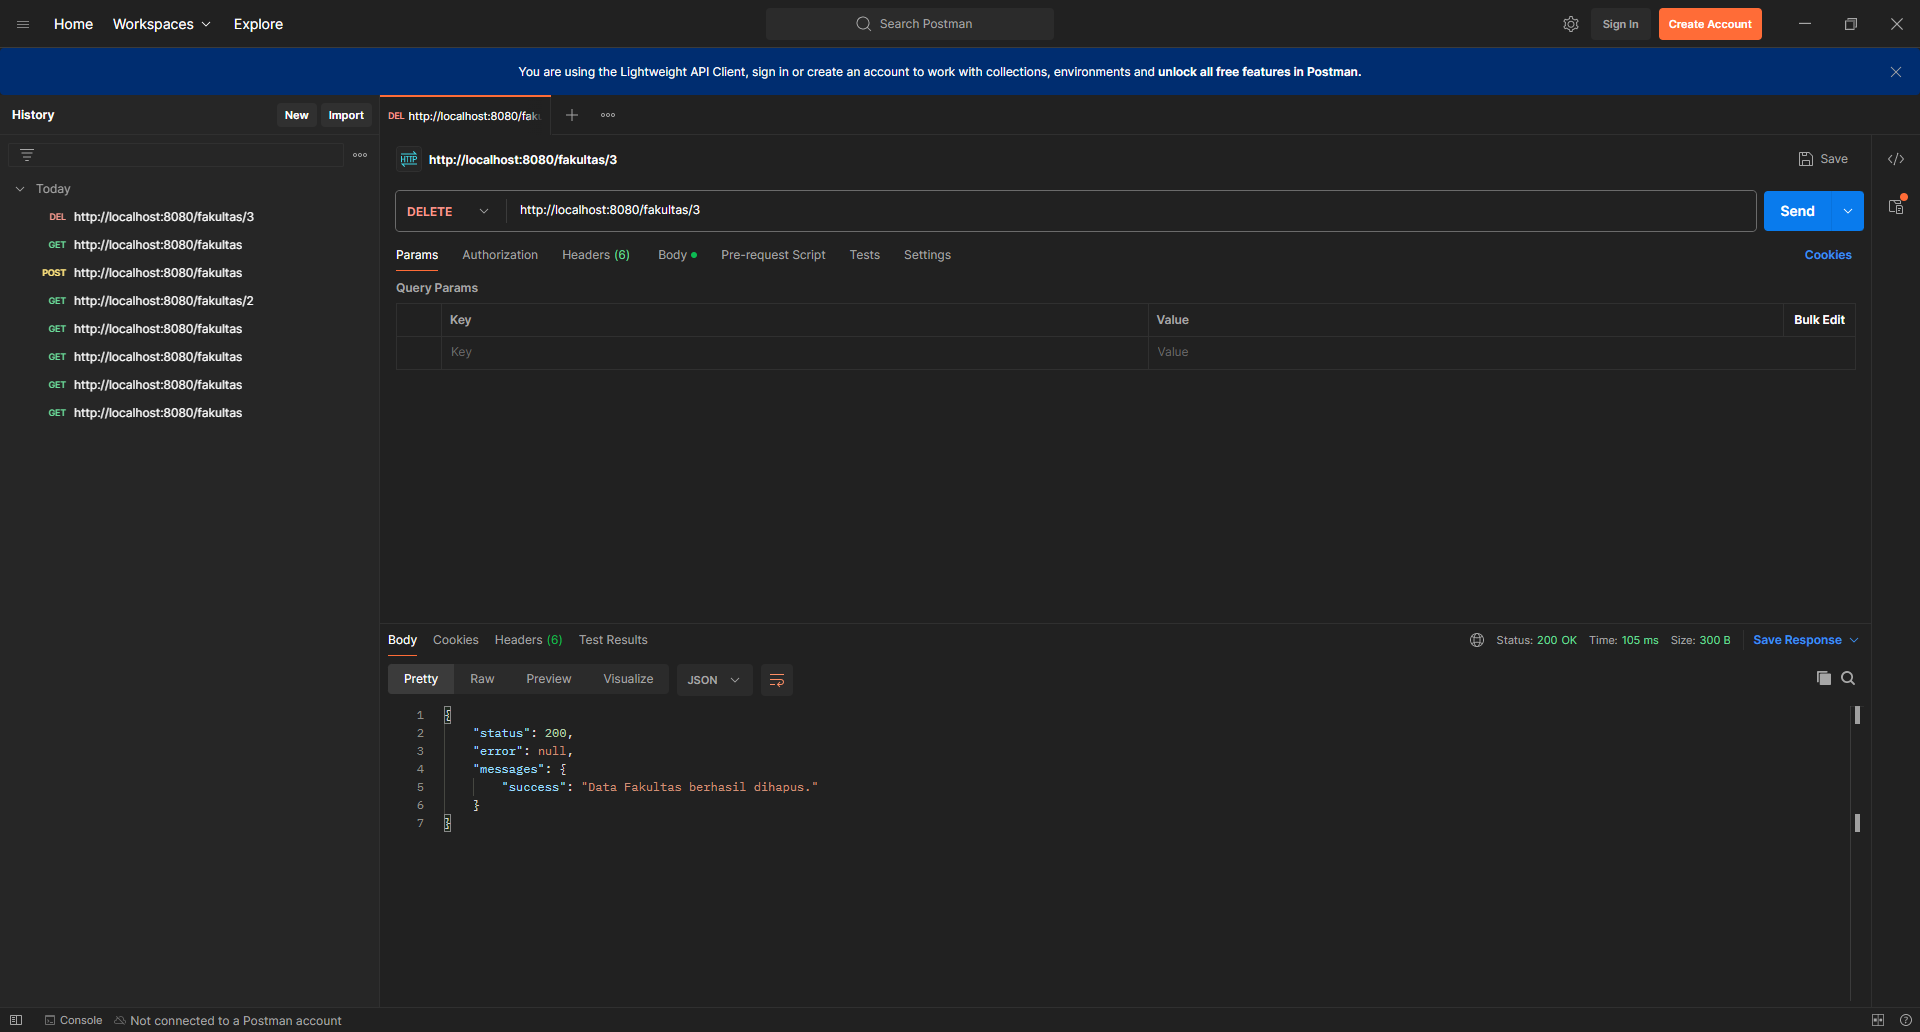 Home Workspaces Explore Search Postman Sign In Create Account
You are using the Lightweight API Client, sign in or create an account to work with collections, environments and unlock all free features in Postman.
History New Import
DEL http://localhost:8080/fak
http://localhost:8080/fakultas/3 Save
Today
DEL http://localhost:8080/fakultas/3
GET http://localhost:8080/fakultas
POST http://localhost:8080/fakultas
GET http://localhost:8080/fakultas/2
GET http://localhost:8080/fakultas
GET http://localhost:8080/fakultas
GET http://localhost:8080/fakultas
GET http://localhost:8080/fakultas
DELETE http://localhost:8080/fakultas/3 Send
Params Authorization Headers (6) Body Pre-request Script Tests Settings Cookies
Query Params
Key Value Bulk Edit
Key Value
Body Cookies Headers (6) Test Results Status: 200 OK Time: 105 ms Size: 300 B Save Response
Pretty Raw Preview Visualize JSON
1 {
2 "status": 200,
3 "error": null,
4 "messages": {
5 "success": "Data Fakultas berhasil dihapus."
6 }
7 }
Console Not connected to a Postman account